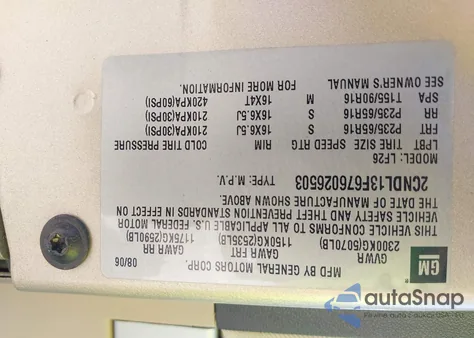 GM
MFD BY GENERAL MOTORS CORP.
08/06
GVWR
GAWR FRT
GAWR RR
2300KG(5070LB)
1150KG(2535LB)
1175KG(2590LB)
THIS VEHICLE CONFORMS TO ALL APPLICABLE U.S. FEDERAL MOTOR
VEHICLE SAFETY AND THEFT PREVENTION STANDARDS IN EFFECT ON
THE DATE OF MANUFACTURE SHOWN ABOVE.
2CNDL13F676026503
TYPE: M.P.V.
MODEL: LF26
LPBT TIRE SIZE SPEED RTG RIM COLD TIRE PRESSURE
FRT P235/65R16 S 16X6.5J 210KPA(30PSI)
RR P235/65R16 S 16X6.5J 210KPA(30PSI)
SPA T155/90R16 M 16X4T 420KPA(60PSI)
SEE OWNER'S MANUAL FOR MORE INFORMATION.
autoSnap